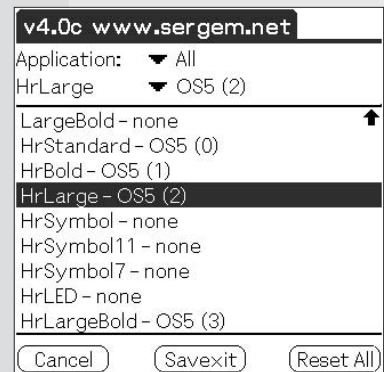 v4.0c www.sergem.net
Application: All
HrLarge OS5 (2)
LargeBold – none
HrStandard – OS5 (0)
HrBold – OS5 (1)
HrLarge – OS5 (2)
HrSymbol – none
HrSymbol11 – none
HrSymbol7 – none
HrLED – none
HrLargeBold – OS5 (3)
Cancel Savexit Reset All